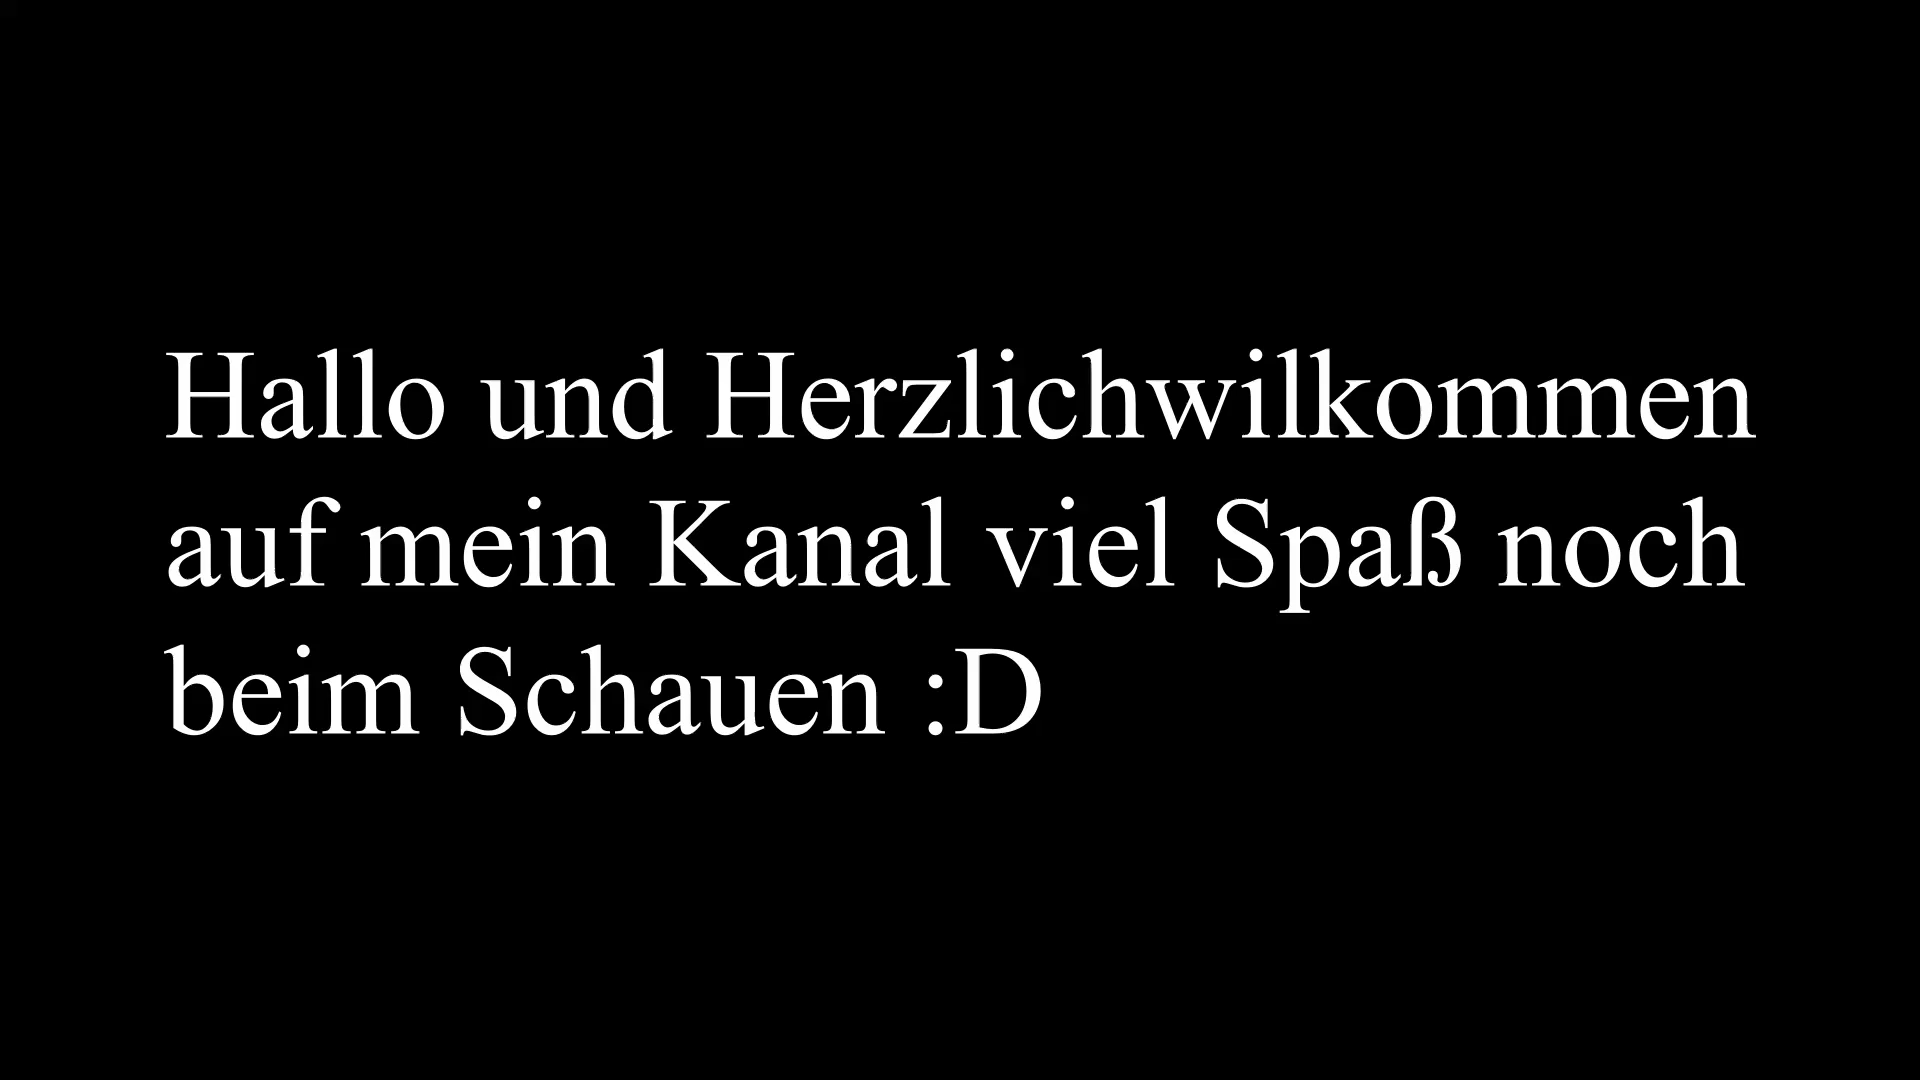 Hallo und Herzlichwilkommen
auf mein Kanal viel Spaß noch
beim Schauen :D